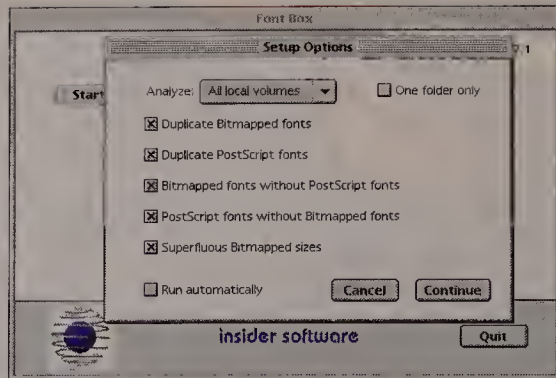 Font Box
Setup Options
7.1
Start
Analyze: All local volumes One folder only
Duplicate Bitmapped fonts
Duplicate PostScript fonts
Bitmapped fonts without PostScript fonts
PostScript fonts without Bitmapped fonts
Superfluous Bitmapped sizes
Run automatically Cancel Continue
insider software Quit